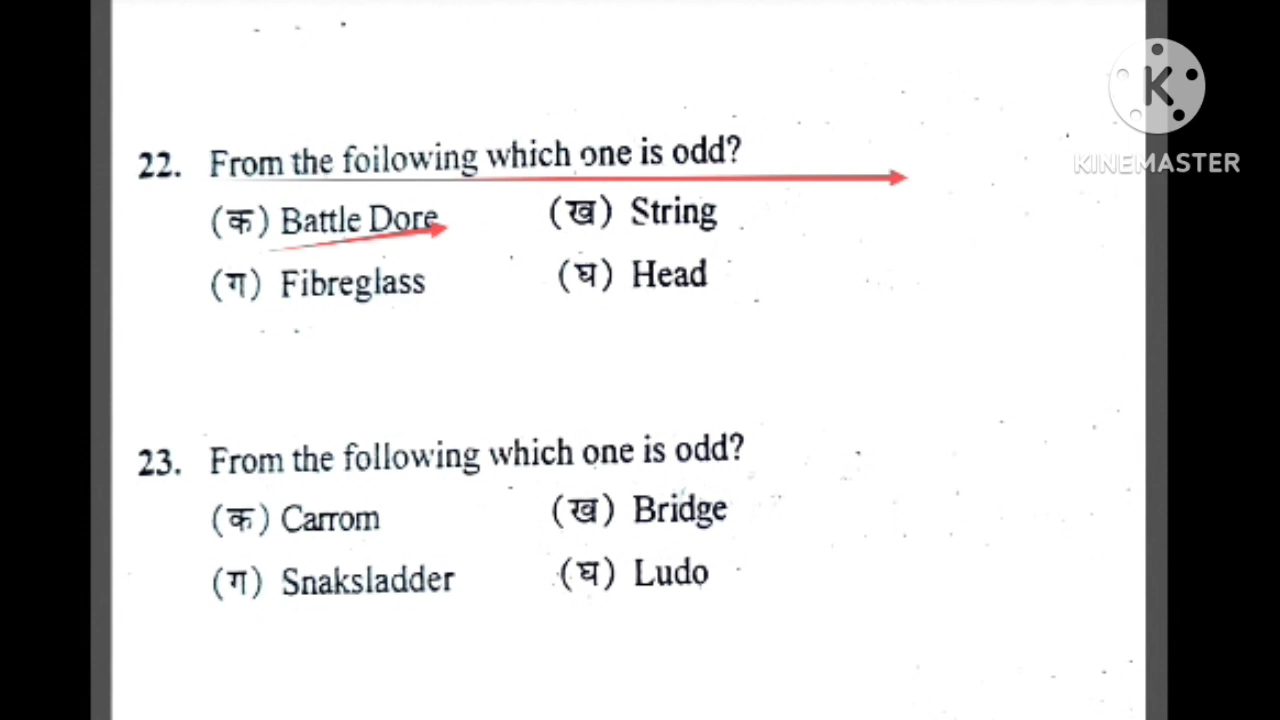 K
KINEMASTER
22. From the foilowing which one is odd?
(क) Battle Dore (ख) String
(ग) Fibreglass (घ) Head
23. From the following which one is odd?
(क) Carrom (ख) Bridge
(ग) Snaksladder (घ) Ludo